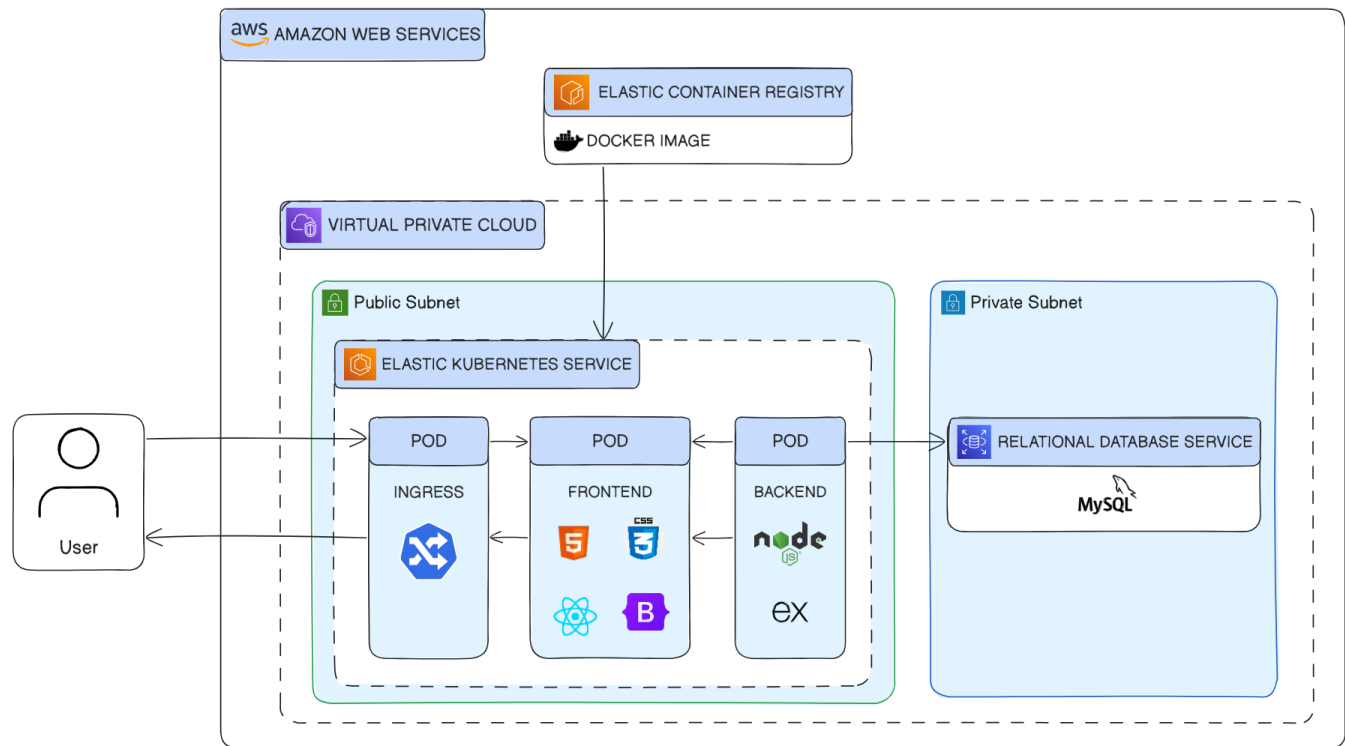 aws AMAZON WEB SERVICES
ELASTIC CONTAINER REGISTRY
DOCKER IMAGE
VIRTUAL PRIVATE CLOUD
Public Subnet
Private Subnet
ELASTIC KUBERNETES SERVICE
POD
INGRESS
POD
FRONTEND
5
CSS
3
B
POD
BACKEND
node
JS
ex
RELATIONAL DATABASE SERVICE
MySQL
User